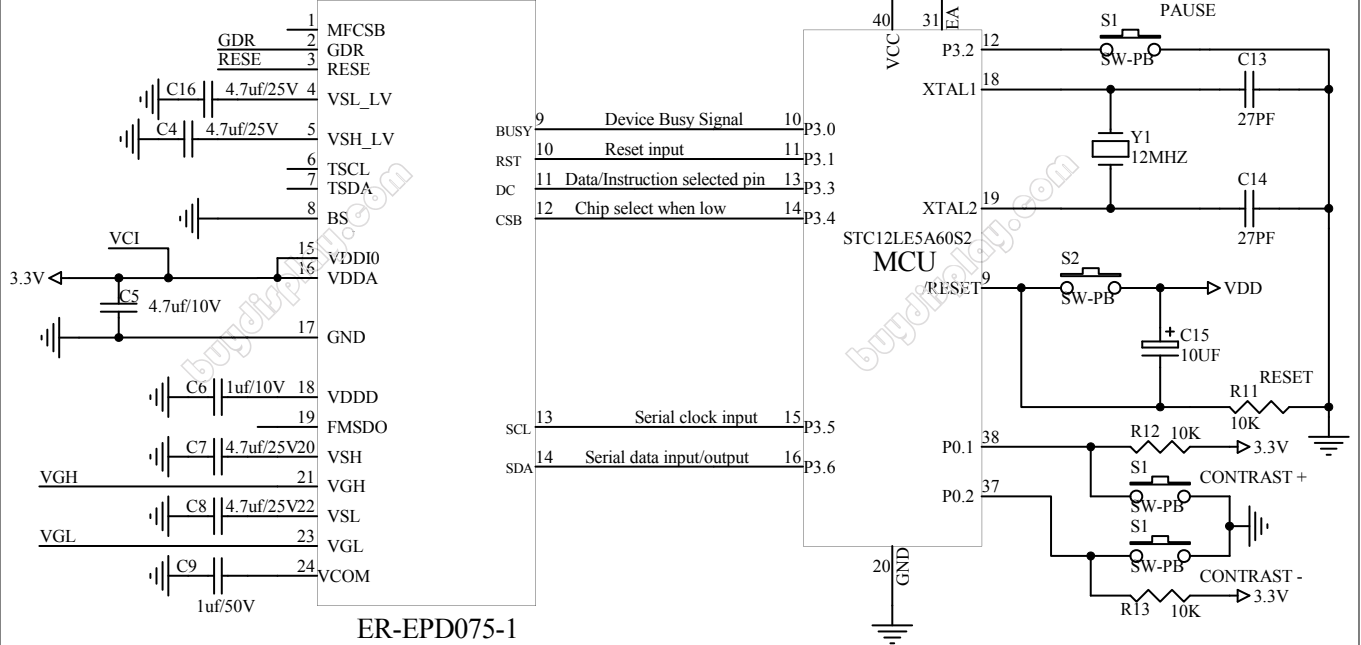 1 MFCSB
GDR 2 GDR
RESE 3 RESE
C16 4.7uf/25V 4 VSL_LV
C4 4.7uf/25V 5 VSH_LV
6 TSCL
7 TSDA
8 BS
VCI
15 VDDI0
3.3V 16 VDDA
C5 4.7uf/10V
17 GND
C6 1uf/10V 18 VDDD
19 FMSDO
C7 4.7uf/25V 20 VSH
VGH 21 VGH
C8 4.7uf/25V 22 VSL
VGL 23 VGL
C9 24 VCOM
1uf/50V
ER-EPD075-1
BUSY 9 Device Busy Signal 10 P3.0
RST 10 Reset input 11 P3.1
DC 11 Data/Instruction selected pin 13 P3.3
CSB 12 Chip select when low 14 P3.4
SCL 13 Serial clock input 15 P3.5
SDA 14 Serial data input/output 16 P3.6
40 VCC
31 EA
STC12LE5A60S2
MCU
20 GND
P3.2 12
S1 PAUSE
SW-PB
XTAL1 18
C13
27PF
Y1
12MHZ
XTAL2 19
C14
27PF
/RESET 9
S2
SW-PB
VDD
C15
+
10UF
RESET
R11
10K
P0.1 38
R12 10K 3.3V
S1 CONTRAST +
SW-PB
P0.2 37
S1
SW-PB
CONTRAST -
R13 10K 3.3V
buydisplay.com
buydisplay.com